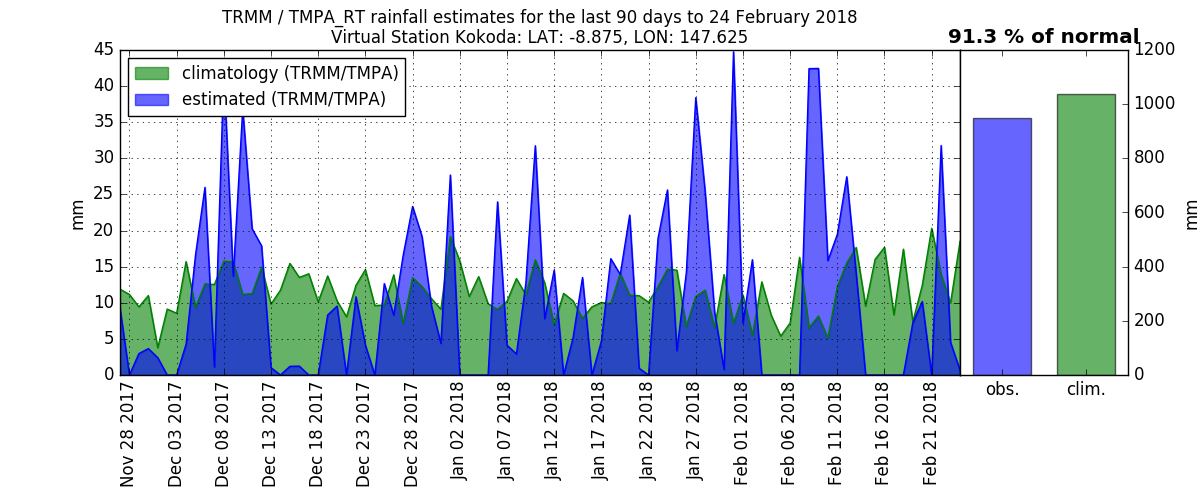 TRMM / TMPA_RT rainfall estimates for the last 90 days to 24 February 2018
Virtual Station Kokoda: LAT: -8.875, LON: 147.625
91.3 % of normal
climatology (TRMM/TMPA)
estimated (TRMM/TMPA)
45
40
35
30
25
20
15
10
5
0
mm
1200
1000
800
600
400
200
0
mm
Nov 28 2017
Dec 03 2017
Dec 08 2017
Dec 13 2017
Dec 18 2017
Dec 23 2017
Dec 28 2017
Jan 02 2018
Jan 07 2018
Jan 12 2018
Jan 17 2018
Jan 22 2018
Jan 27 2018
Feb 01 2018
Feb 06 2018
Feb 11 2018
Feb 16 2018
Feb 21 2018
obs.
clim.